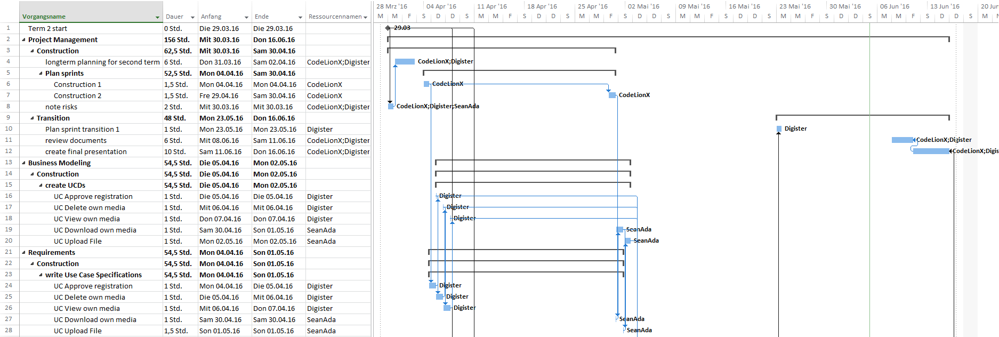 28 Mrz '16 04 Apr '16 11 Apr '16 18 Apr '16 25 Apr '16 02 Mai '16 09 Mai '16 16 Mai '16 23 Mai '16 30 Mai '16 06 Jun '16 13 Jun '16 20 Jun
Vorgangsname Dauer Anfang Ende Ressourcennamen M M F S D D S M M F S D D S M M F S D D S M M F S D D S M M F S D D S M M F S D D S M
1 Term 2 start 0 Std. Die 29.03.16 Die 29.03.16 29.03
2 Project Management 156 Std. Mit 30.03.16 Don 16.06.16
3 Construction 62,5 Std. Mit 30.03.16 Sam 30.04.16
4 longterm planning for second term 6 Std. Don 31.03.16 Sam 02.04.16 CodeLionX;Digister CodeLionX;Digister
5 Plan sprints 52,5 Std. Mon 04.04.16 Sam 30.04.16
6 Construction 1 1,5 Std. Mon 04.04.16 Mon 04.04.16 CodeLionX CodeLionX
7 Construction 2 1,5 Std. Fre 29.04.16 Sam 30.04.16 CodeLionX CodeLionX
8 note risks 2 Std. Mit 30.03.16 Mit 30.03.16 CodeLionX;Digister CodeLionX;Digister;SeanAda
9 Transition 48 Std. Mon 23.05.16 Don 16.06.16
10 Plan sprint transition 1 1 Std. Mon 23.05.16 Mon 23.05.16 Digister Digister
11 review documents 6 Std. Mit 08.06.16 Sam 11.06.16 CodeLionX;Digister CodeLionX;Digister
12 create final presentation 10 Std. Sam 11.06.16 Don 16.06.16 CodeLionX;Digister CodeLionX;Digis
13 Business Modeling 54,5 Std. Die 05.04.16 Mon 02.05.16
14 Construction 54,5 Std. Die 05.04.16 Mon 02.05.16
15 create UCDs 54,5 Std. Die 05.04.16 Mon 02.05.16
16 UC Approve registration 1 Std. Die 05.04.16 Die 05.04.16 Digister Digister
17 UC Delete own media 1 Std. Mit 06.04.16 Mit 06.04.16 Digister Digister
18 UC View own media 1 Std. Don 07.04.16 Don 07.04.16 Digister Digister
19 UC Download own media 1 Std. Sam 30.04.16 Son 01.05.16 SeanAda SeanAda
20 UC Upload File 1 Std. Mon 02.05.16 Mon 02.05.16 SeanAda SeanAda
21 Requirements 54,5 Std. Mon 04.04.16 Son 01.05.16
22 Construction 54,5 Std. Mon 04.04.16 Son 01.05.16
23 write Use Case Specifications 54,5 Std. Mon 04.04.16 Son 01.05.16
24 UC Approve registration 1 Std. Mon 04.04.16 Die 05.04.16 Digister Digister
25 UC Delete own media 1 Std. Die 05.04.16 Mit 06.04.16 Digister Digister
26 UC View own media 1 Std. Mit 06.04.16 Don 07.04.16 Digister Digister
27 UC Download own media 1 Std. Sam 30.04.16 Sam 30.04.16 SeanAda SeanAda
28 UC Upload File 1,5 Std. Son 01.05.16 Son 01.05.16 SeanAda SeanAda